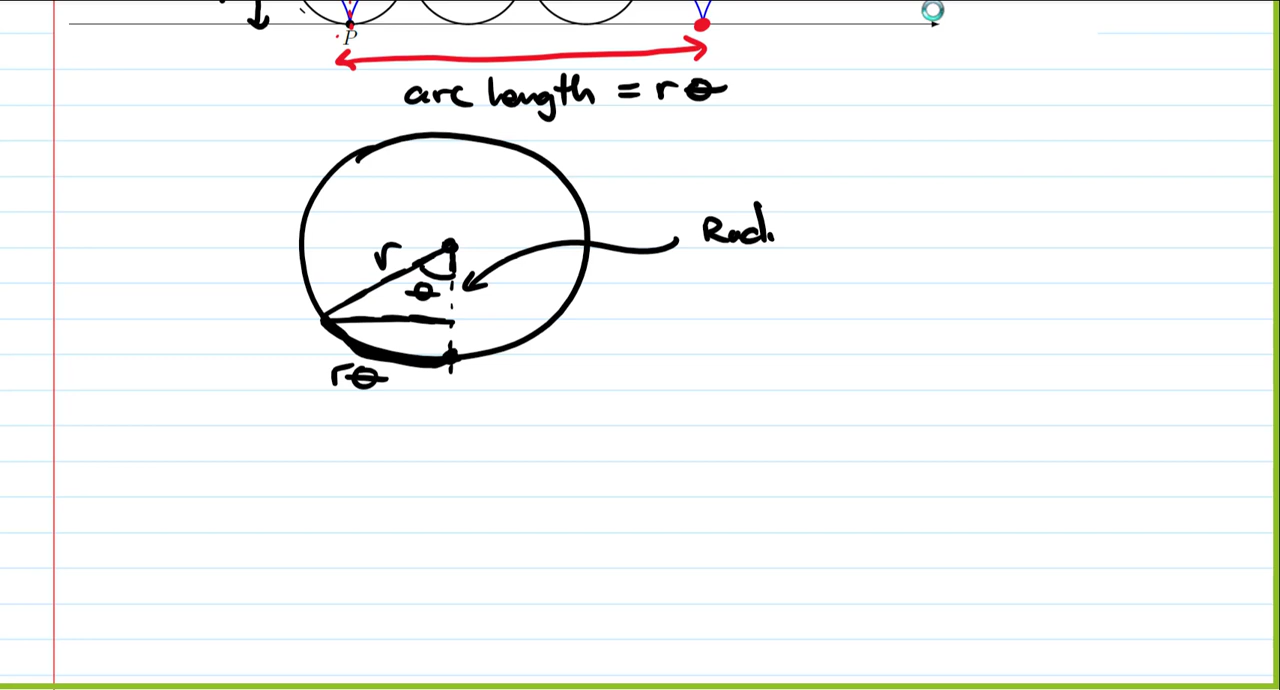 P
arc length = rθ
Rad.
r
θ
rθ